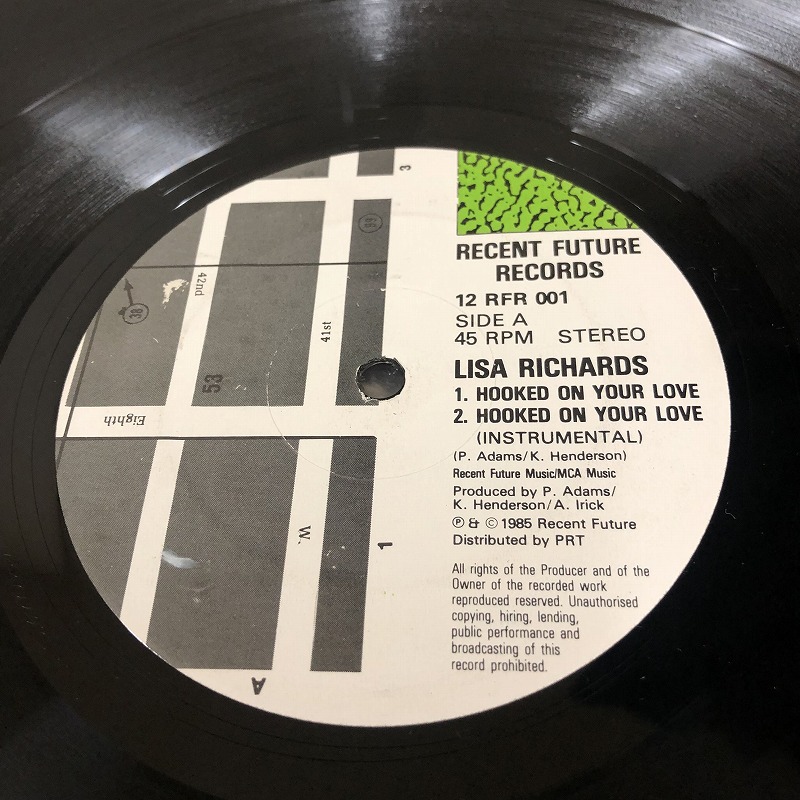 RECENT FUTURE
RECORDS
12 RFR 001
SIDE A
45 RPM STEREO
LISA RICHARDS
1. HOOKED ON YOUR LOVE
2. HOOKED ON YOUR LOVE
(INSTRUMENTAL)
(P. Adams/K. Henderson)
Recent Future Music/MCA Music
Produced by P. Adams/
K. Henderson/A. Irick
℗ & © 1985 Recent Future
Distributed by PRT
All rights of the Producer and of the
Owner of the recorded work
reproduced reserved. Unauthorised
copying, hiring, lending,
public performance and
broadcasting of this
record prohibited.
3
39
42nd
38
41st
53
Eighth
W.
1
A